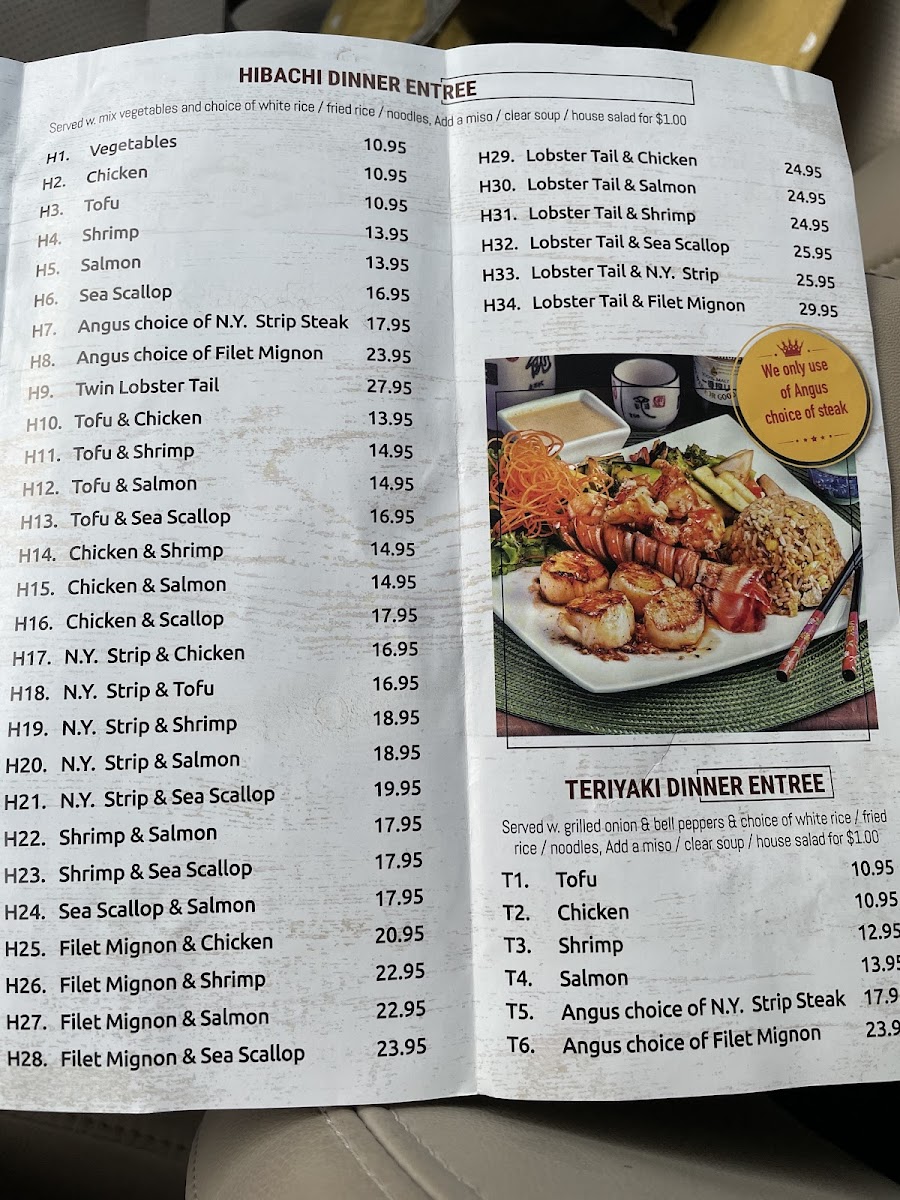 HIBACHI DINNER ENTREE
Served w. mix vegetables and choice of white rice / fried rice / noodles, Add a miso / clear soup / house salad for $1.00
H1. Vegetables 10.95
H2. Chicken 10.95
H3. Tofu 10.95
H4. Shrimp 13.95
H5. Salmon 13.95
H6. Sea Scallop 16.95
H7. Angus choice of N.Y. Strip Steak 17.95
H8. Angus choice of Filet Mignon 23.95
H9. Twin Lobster Tail 27.95
H10. Tofu & Chicken 13.95
H11. Tofu & Shrimp 14.95
H12. Tofu & Salmon 14.95
H13. Tofu & Sea Scallop 16.95
H14. Chicken & Shrimp 14.95
H15. Chicken & Salmon 14.95
H16. Chicken & Scallop 17.95
H17. N.Y. Strip & Chicken 16.95
H18. N.Y. Strip & Tofu 16.95
H19. N.Y. Strip & Shrimp 18.95
H20. N.Y. Strip & Salmon 18.95
H21. N.Y. Strip & Sea Scallop 19.95
H22. Shrimp & Salmon 17.95
H23. Shrimp & Sea Scallop 17.95
H24. Sea Scallop & Salmon 17.95
H25. Filet Mignon & Chicken 20.95
H26. Filet Mignon & Shrimp 22.95
H27. Filet Mignon & Salmon 22.95
H28. Filet Mignon & Sea Scallop 23.95
H29. Lobster Tail & Chicken 24.95
H30. Lobster Tail & Salmon 24.95
H31. Lobster Tail & Shrimp 24.95
H32. Lobster Tail & Sea Scallop 25.95
H33. Lobster Tail & N.Y. Strip 25.95
H34. Lobster Tail & Filet Mignon 29.95
We only use
of Angus
choice of steak
TERIYAKI DINNER ENTREE
Served w. grilled onion & bell peppers & choice of white rice / fried
rice / noodles, Add a miso / clear soup / house salad for $1.00
T1. Tofu 10.95
T2. Chicken 10.95
T3. Shrimp 12.95
T4. Salmon 13.95
T5. Angus choice of N.Y. Strip Steak 17.9
T6. Angus choice of Filet Mignon 23.9